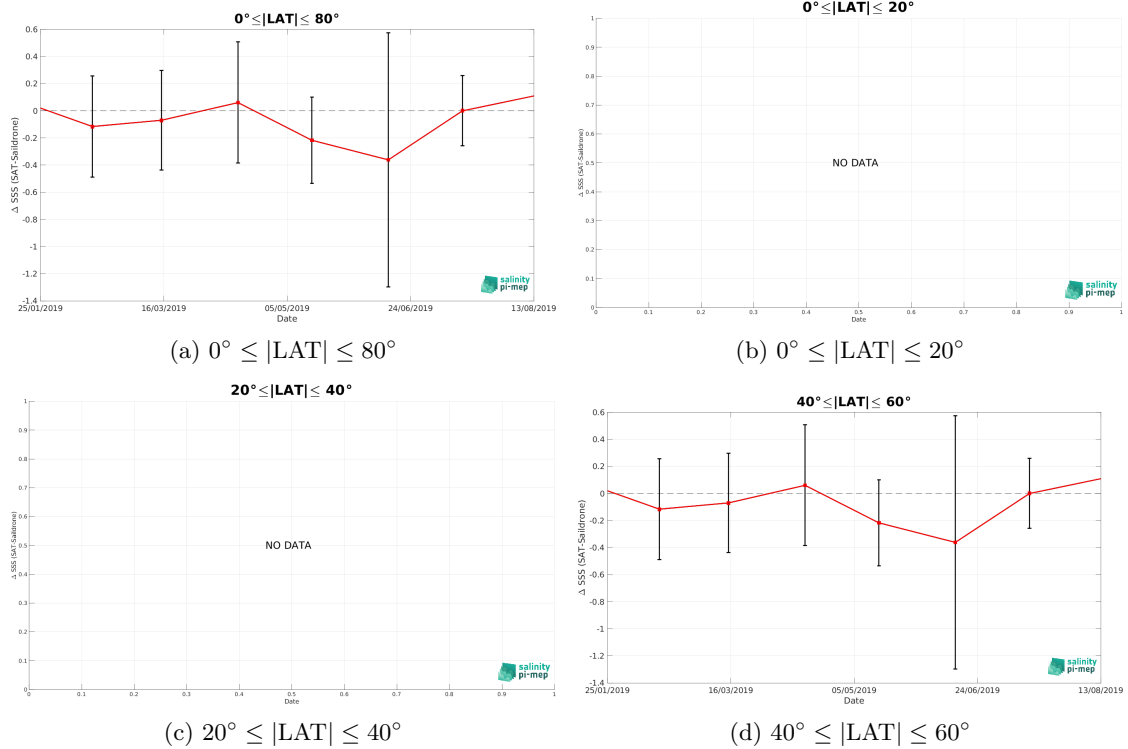 0°≤|LAT|≤ 80°
0.6
0.4
0.2
0
-0.2
-0.4
-0.6
-0.8
-1
-1.2
-1.4
Δ SSS (SAT-Saildrone)
25/01/2019 16/03/2019 05/05/2019 24/06/2019 13/08/2019
Date
salinity
pi-mep
(a) 0° ≤ |LAT| ≤ 80°
0°≤|LAT|≤ 20°
1
0.9
0.8
0.7
0.6
0.5
0.4
0.3
0.2
0.1
0
Δ SSS (SAT-Saildrone)
NO DATA
0 0.1 0.2 0.3 0.4 0.5 0.6 0.7 0.8 0.9 1
Date
salinity
pi-mep
(b) 0° ≤ |LAT| ≤ 20°
20°≤|LAT|≤ 40°
1
0.9
0.8
0.7
0.6
0.5
0.4
0.3
0.2
0.1
0
Δ SSS (SAT-Saildrone)
NO DATA
0 0.1 0.2 0.3 0.4 0.5 0.6 0.7 0.8 0.9 1
Date
salinity
pi-mep
(c) 20° ≤ |LAT| ≤ 40°
40°≤|LAT|≤ 60°
0.6
0.4
0.2
0
-0.2
-0.4
-0.6
-0.8
-1
-1.2
-1.4
Δ SSS (SAT-Saildrone)
25/01/2019 16/03/2019 05/05/2019 24/06/2019 13/08/2019
Date
salinity
pi-mep
(d) 40° ≤ |LAT| ≤ 60°